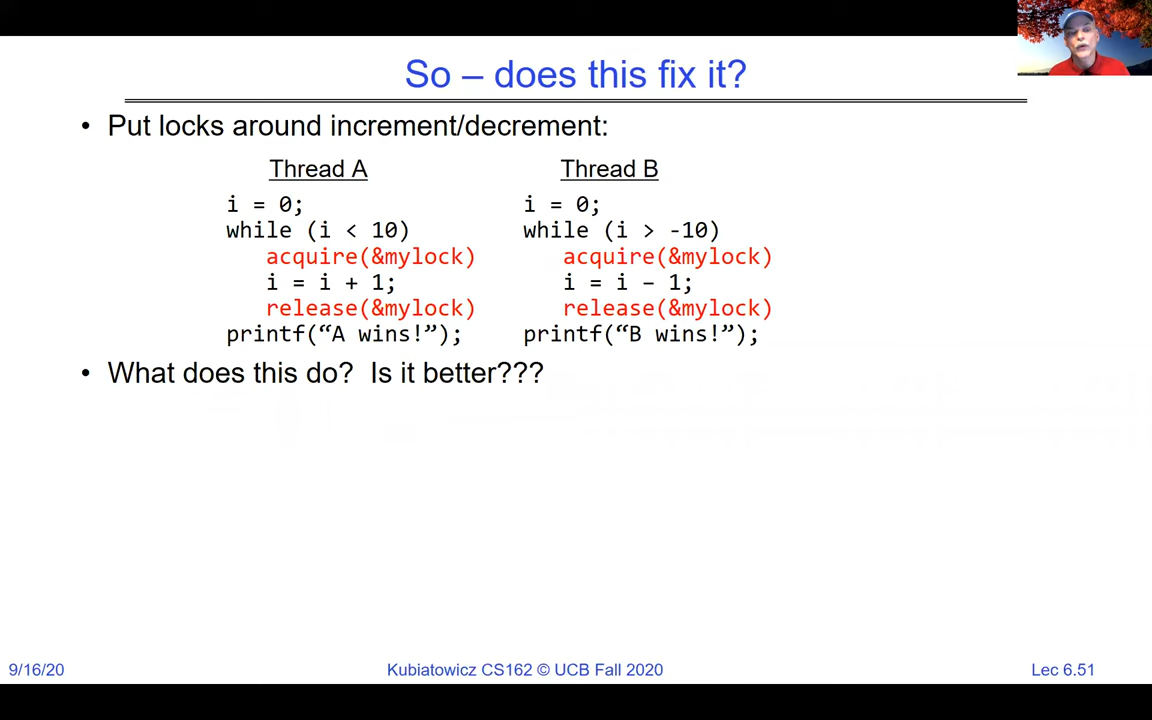 So – does this fix it?
• Put locks around increment/decrement:
Thread A
i = 0;
while (i < 10)
acquire(&mylock)
i = i + 1;
release(&mylock)
printf(“A wins!”);
Thread B
i = 0;
while (i > -10)
acquire(&mylock)
i = i – 1;
release(&mylock)
printf(“B wins!”);
• What does this do? Is it better???
9/16/20
Kubiatowicz CS162 © UCB Fall 2020
Lec 6.51